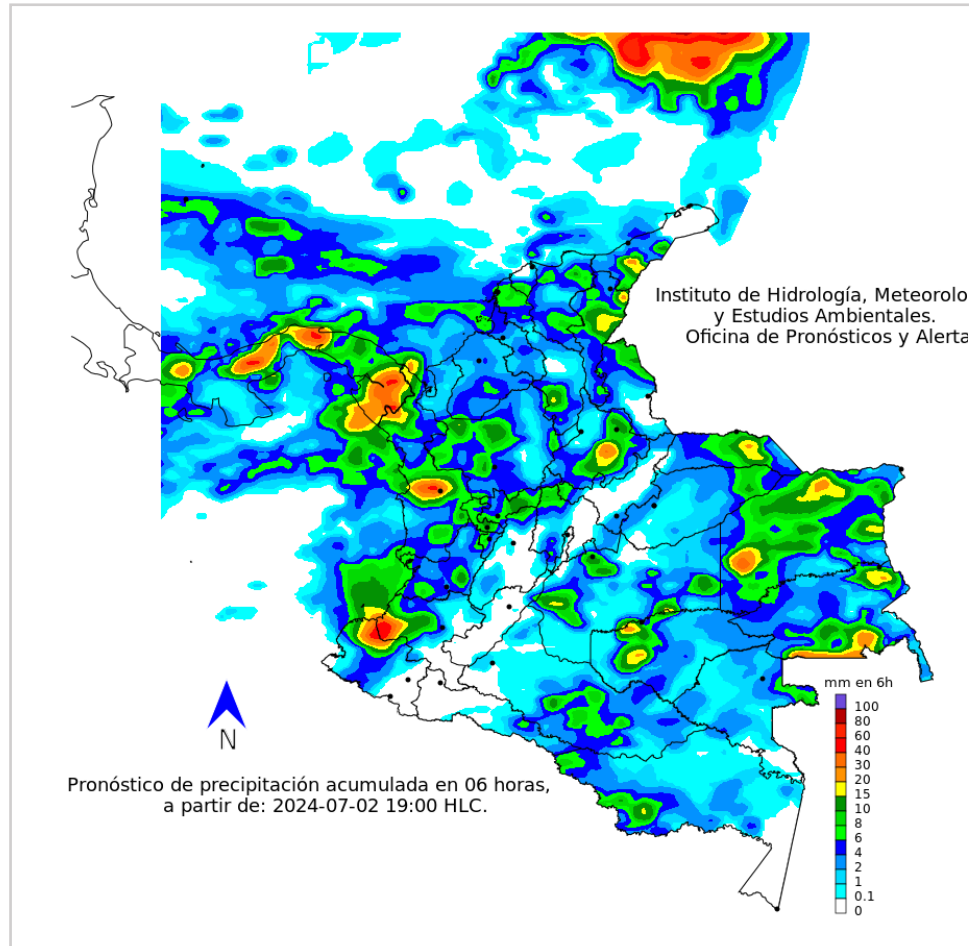 Instituto de Hidrología, Meteorolo
y Estudios Ambientales.
Oficina de Pronósticos y Alerta
mm en 6h
100
80
60
40
30
20
15
10
8
6
4
2
1
0.1
0
N
Pronóstico de precipitación acumulada en 06 horas,
a partir de: 2024-07-02 19:00 HLC.